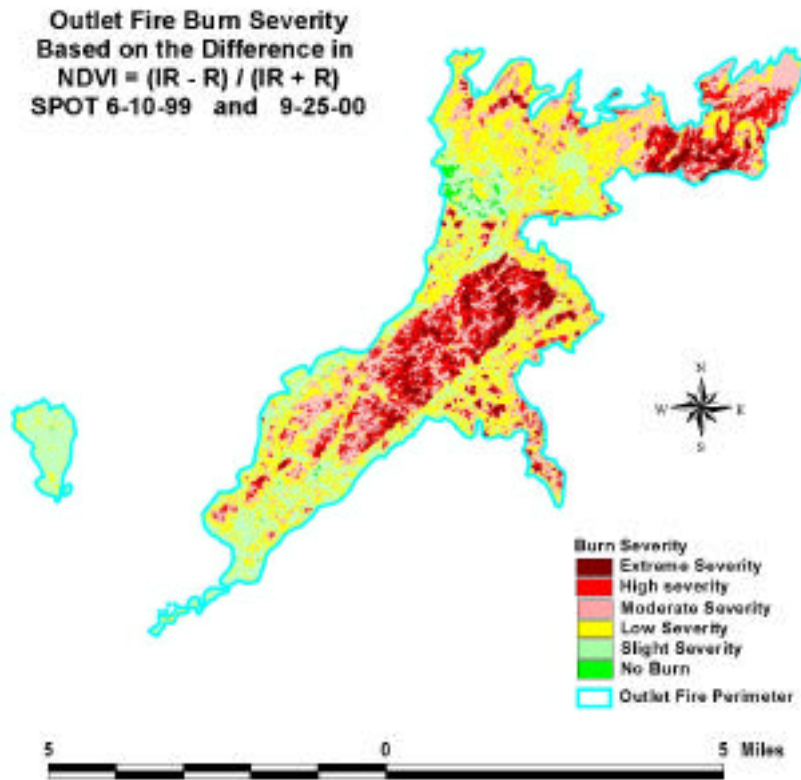 Outlet Fire Burn Severity
Based on the Difference in
NDVI = (IR - R) / (IR + R)
SPOT 6-10-99 and 9-25-00
N
W E
S
Burn Severity
Extreme Severity
High severity
Moderate Severity
Low Severity
Slight Severity
No Burn
Outlet Fire Perimeter
5 0 5 Miles